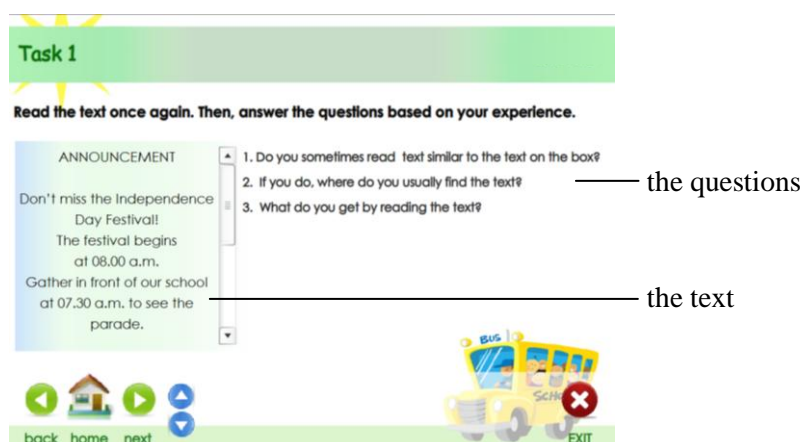 Task 1
Read the text once again. Then, answer the questions based on your experience.
ANNOUNCEMENT
Don't miss the Independence
Day Festival!
The festival begins
at 08.00 a.m.
Gather in front of our school
at 07.30 a.m. to see the
parade.
1. Do you sometimes read text similar to the text on the box?
2. If you do, where do you usually find the text?
3. What do you get by reading the text?
the questions
the text
BUS
SCH
back home next
EXIT